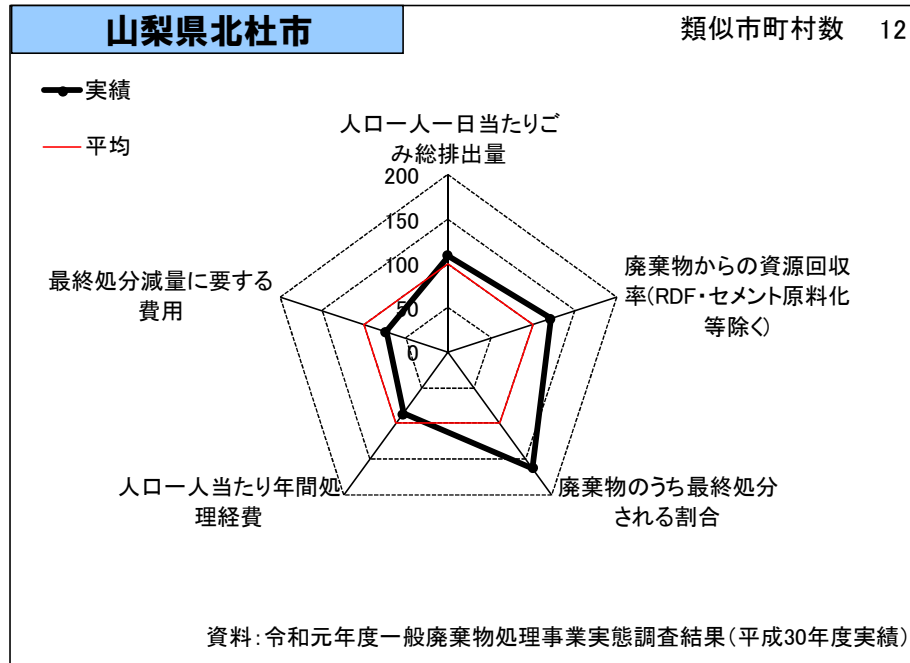 山梨県北杜市
類似市町村数　12
実績
平均
人口一人一日当たりご
み総排出量
200
150
100
50
0
廃棄物からの資源回収
率(RDF・セメント原料化
等除く)
最終処分減量に要する
費用
人口一人当たり年間処
理経費
廃棄物のうち最終処分
される割合
資料：令和元年度一般廃棄物処理事業実態調査結果（平成30年度実績）